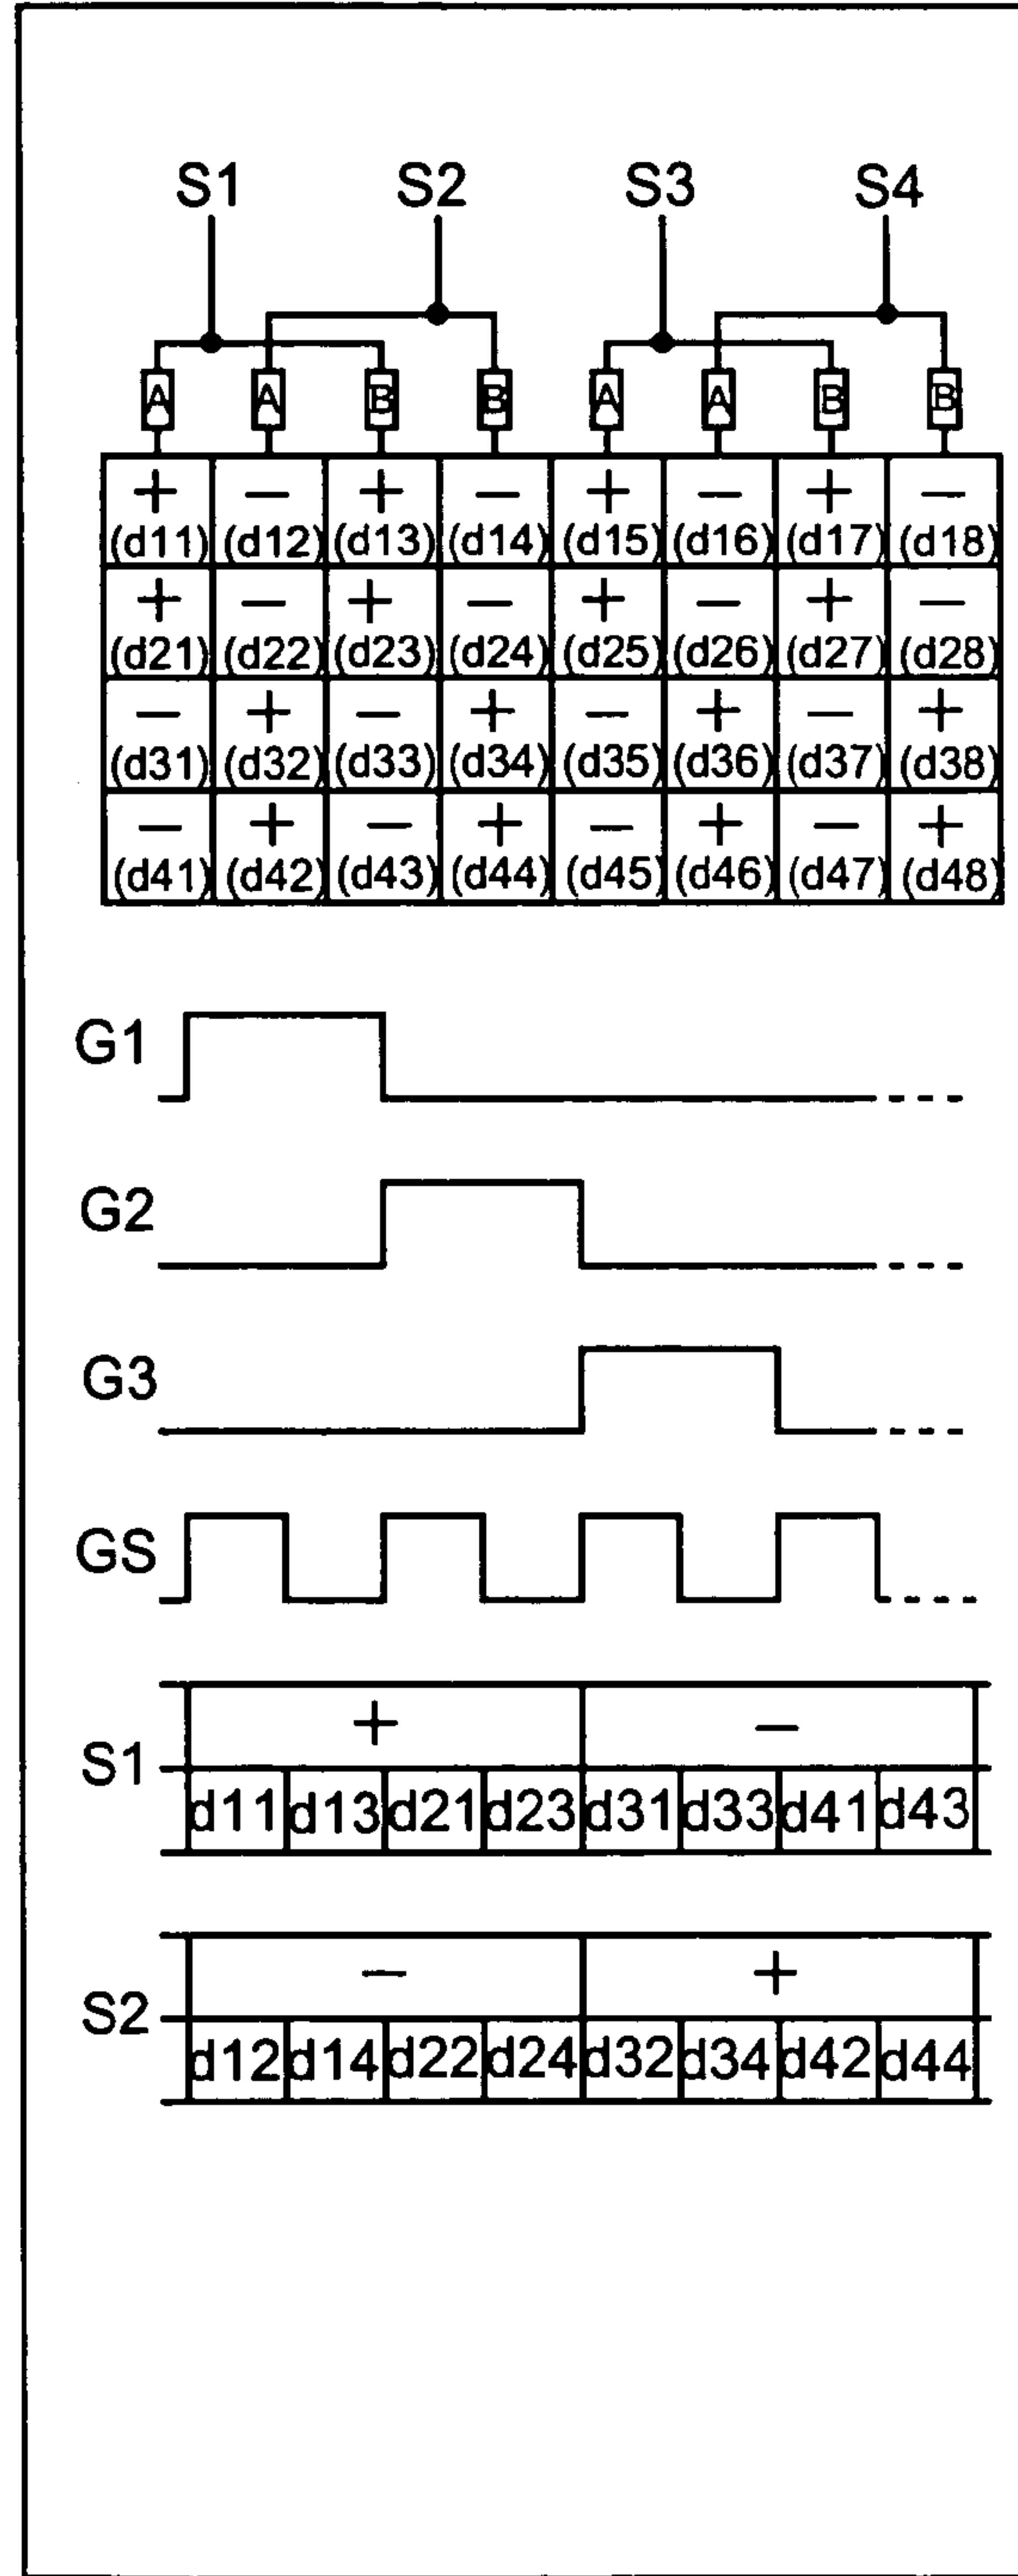 S1 S2 S3 S4
A A B B A A B B
+ − + − + − + −
(d11) (d12) (d13) (d14) (d15) (d16) (d17) (d18)
+ − + − + − + −
(d21) (d22) (d23) (d24) (d25) (d26) (d27) (d28)
− + − + − + − +
(d31) (d32) (d33) (d34) (d35) (d36) (d37) (d38)
− + − + − + − +
(d41) (d42) (d43) (d44) (d45) (d46) (d47) (d48)
G1
G2
G3
GS
+ −
S1
d11 d13 d21 d23 d31 d33 d41 d43
− +
S2
d12 d14 d22 d24 d32 d34 d42 d44